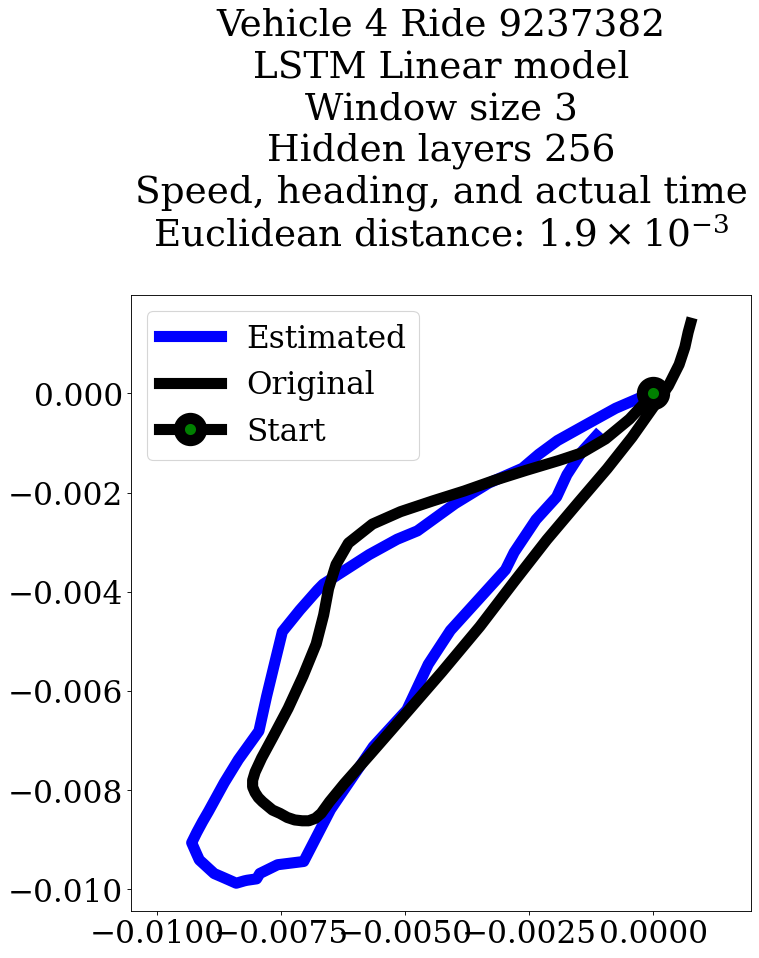 Vehicle 4 Ride 9237382
LSTM Linear model
Window size 3
Hidden layers 256
Speed, heading, and actual time
Euclidean distance: 1.9 × 10⁻³
Estimated
Original
Start
0.000
−0.002
−0.004
−0.006
−0.008
−0.010
−0.0100 −0.0075 −0.0050 −0.0025 0.0000